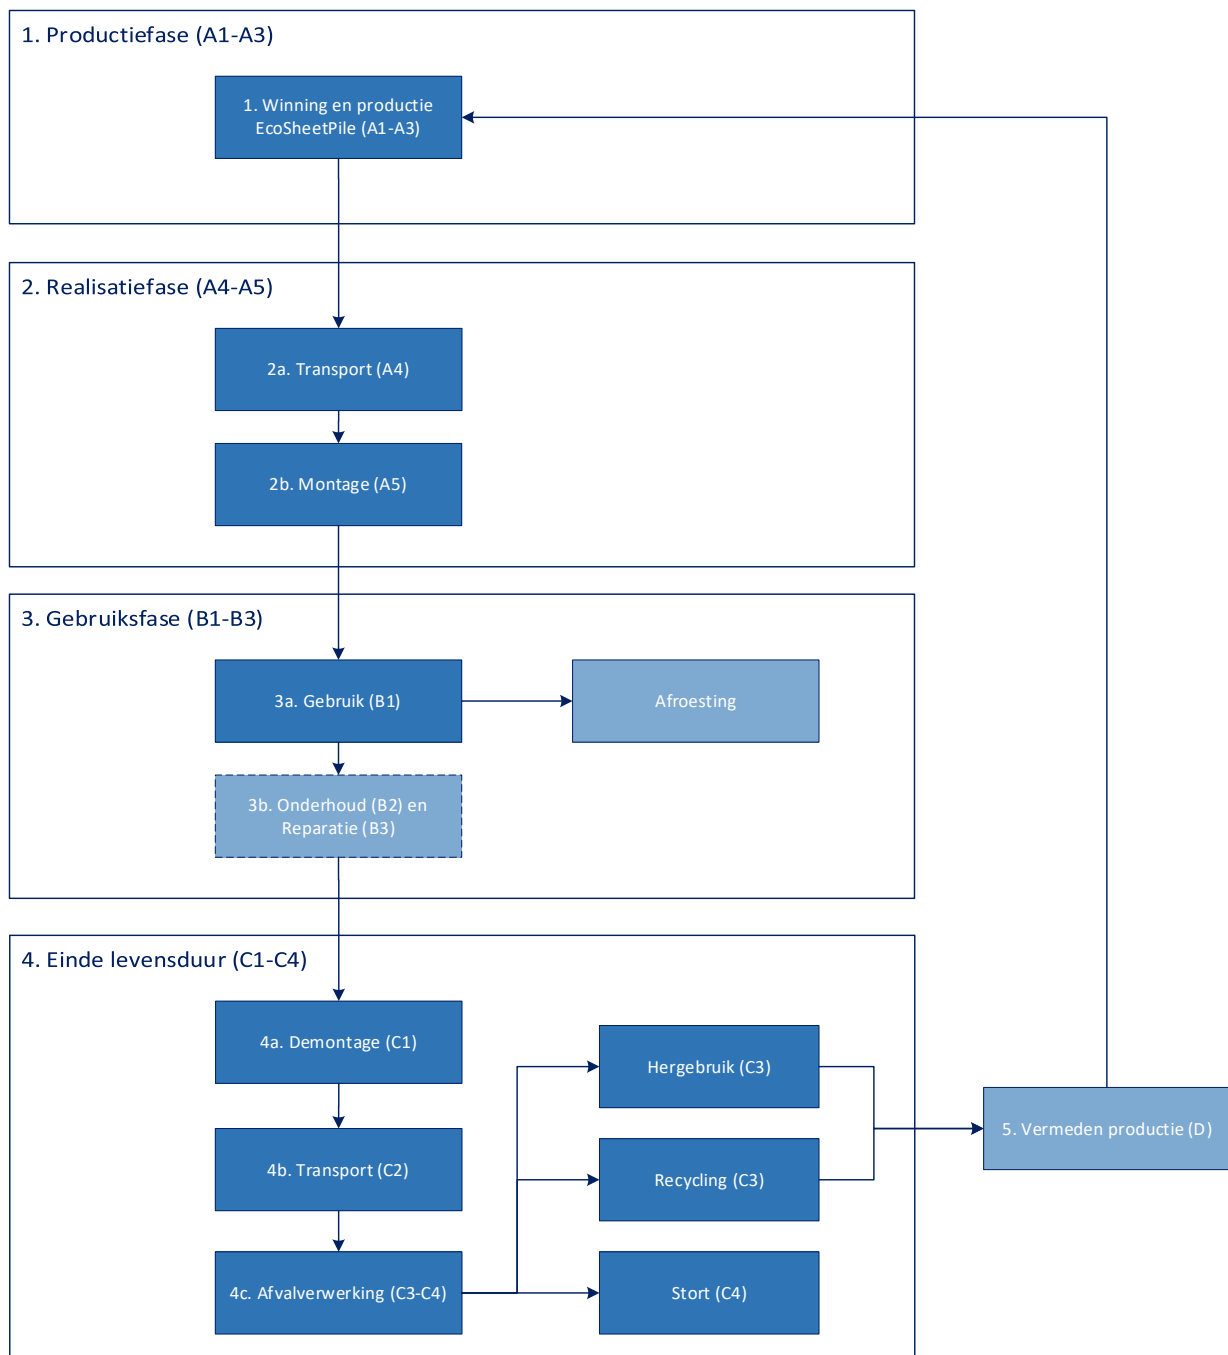 1. Productiefase (A1-A3)
1. Winning en productie
EcoSheetPile (A1-A3)
2. Realisatiefase (A4-A5)
2a. Transport (A4)
2b. Montage (A5)
3. Gebruiksfase (B1-B3)
3a. Gebruik (B1)
Afroesting
3b. Onderhoud (B2) en
Reparatie (B3)
4. Einde levensduur (C1-C4)
4a. Demontage (C1)
Hergebruik (C3)
5. Vermeden productie (D)
4b. Transport (C2)
Recycling (C3)
4c. Afvalverwerking (C3-C4)
Stort (C4)